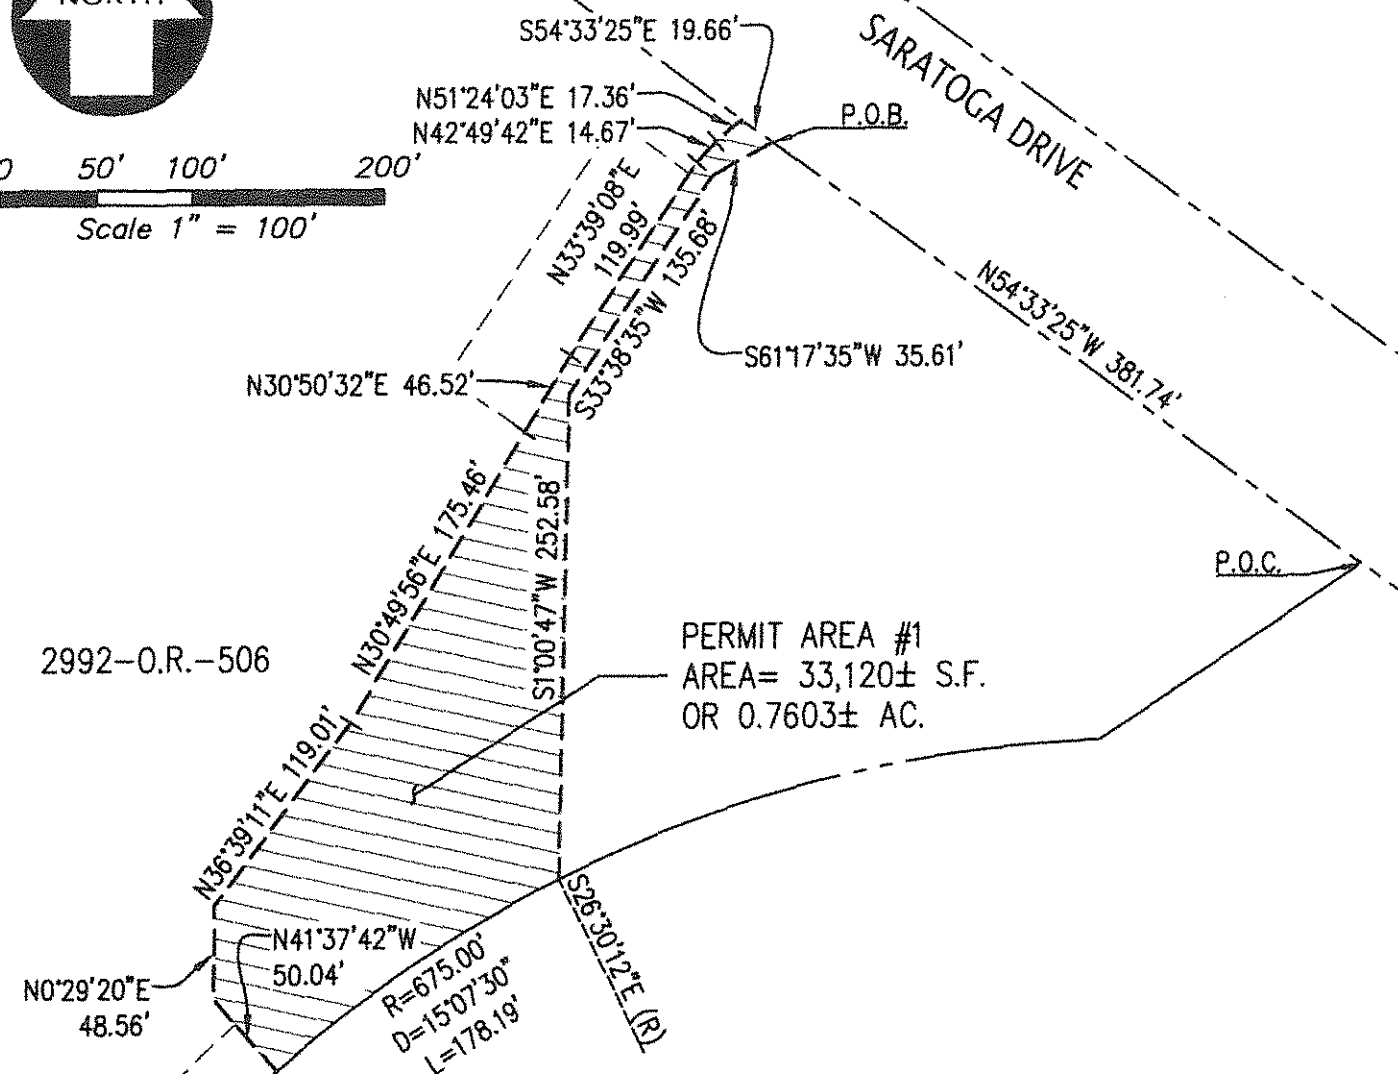 NORTH
S54°33'25"E 19.66'
SARATOGA DRIVE
N51°24'03"E 17.36'
N42°49'42"E 14.67'
P.O.B.
0 50' 100' 200'
Scale 1" = 100'
N33°39'08"E
119.99'
S33°38'35"W 135.68'
N54°33'25"W 381.74'
S61°17'35"W 35.61'
N30°50'32"E 46.52'
N30°49'56"E 175.46'
S1°00'47"W 252.58'
P.O.C.
2992-O.R.-506
PERMIT AREA #1
AREA= 33,120± S.F.
OR 0.7603± AC.
N36°39'11"E 119.01'
N41°37'42"W
50.04'
S26°30'12"E (R)
N0°29'20"E
48.56'
R=675.00'
D=15°07'30"
L=178.19'